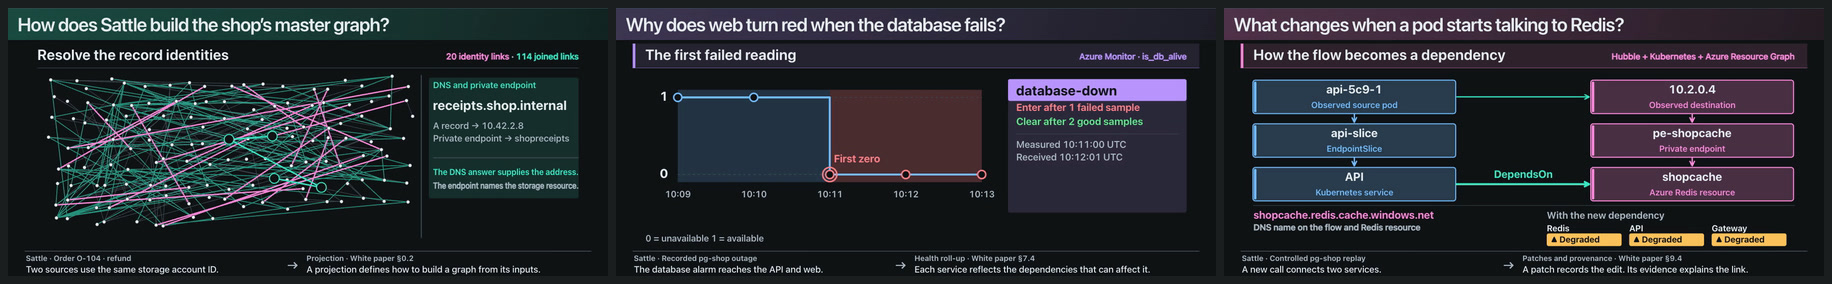 How does Sattle build the shop's master graph?
Resolve the record identities
20 identity links · 114 joined links
DNS and private endpoint
receipts.shop.internal
A record → 10.42.2.8
Private endpoint → shopreceipts
The DNS answer supplies the address.
The endpoint names the storage resource.
Sattle · Order O-104 · refund
Two sources use the same storage account ID.
→
Projection · White paper §0.2
A projection defines how to build a graph from its inputs.
Why does web turn red when the database fails?
The first failed reading
Azure Monitor · is_db_alive
1
0
First zero
10:09 10:10 10:11 10:12 10:13
0 = unavailable 1 = available
database-down
Enter after 1 failed sample
Clear after 2 good samples
Measured 10:11:00 UTC
Received 10:12:01 UTC
Sattle · Recorded pg-shop outage
The database alarm reaches the API and web.
→
Health roll-up · White paper §7.4
Each service reflects the dependencies that can affect it.
What changes when a pod starts talking to Redis?
How the flow becomes a dependency
Hubble + Kubernetes + Azure Resource Graph
api-5c9-1
Observed source pod
10.2.0.4
Observed destination
api-slice
EndpointSlice
pe-shopcache
Private endpoint
API
Kubernetes service
DependsOn
shopcache
Azure Redis resource
shopcache.redis.cache.windows.net
DNS name on the flow and Redis resource
With the new dependency
Redis API Gateway
▲ Degraded ▲ Degraded ▲ Degraded
Sattle · Controlled pg-shop replay
A new call connects two services.
→
Patches and provenance · White paper §9.4
A patch records the edit. Its evidence explains the link.